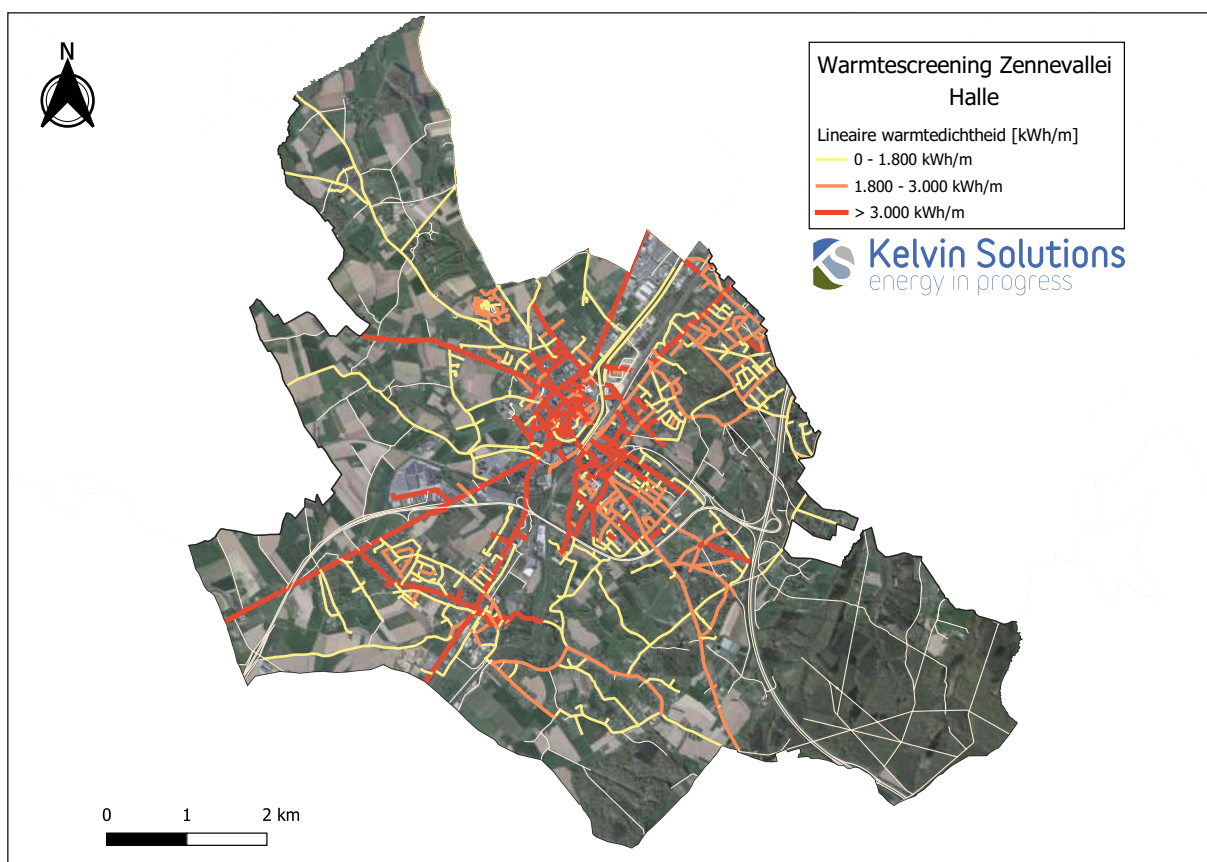 N
Warmtescreening Zennevallei
Halle
Lineaire warmtedichtheid [kWh/m]
0 - 1.800 kWh/m
1.800 - 3.000 kWh/m
> 3.000 kWh/m
Kelvin Solutions
energy in progress
0 1 2 km